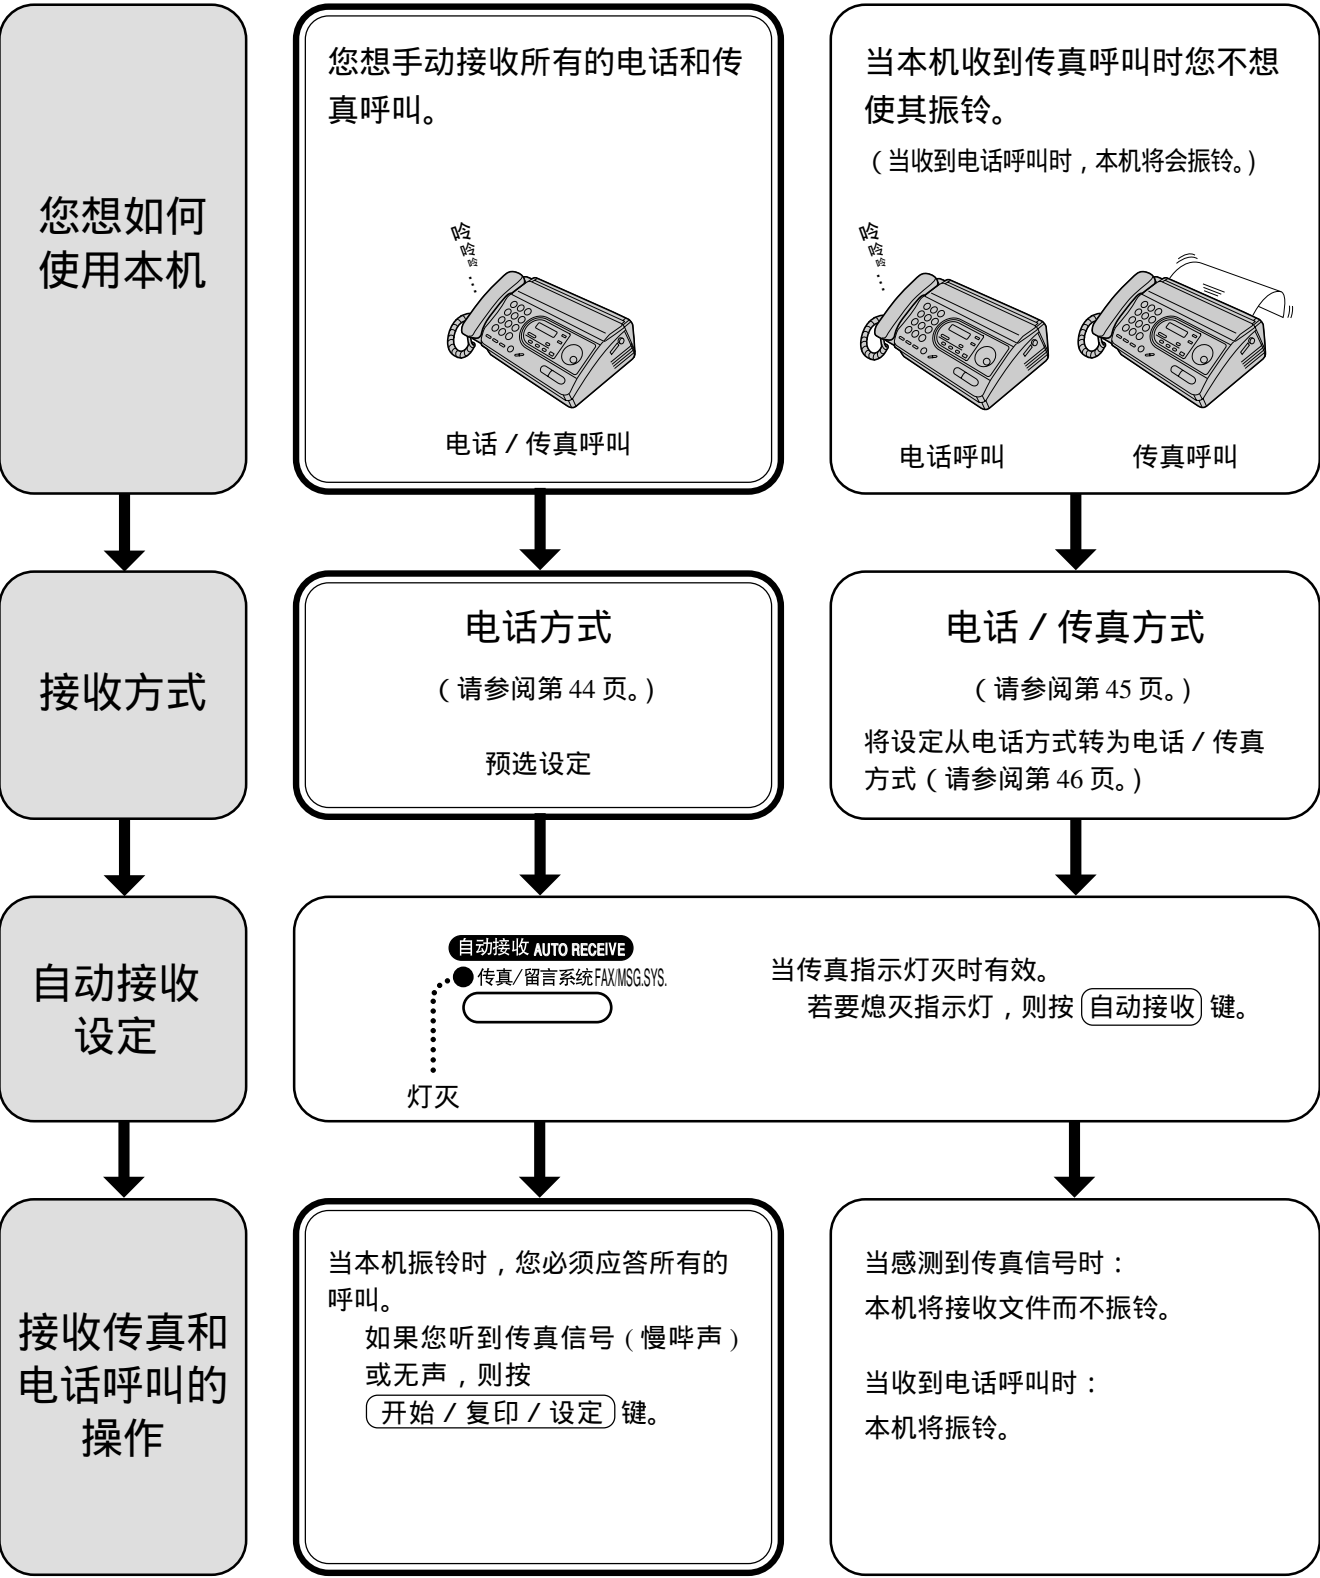 您想如何
使用本机
您想手动接收所有的电话和传
真呼叫。
呤
呤
呤
...
电话 / 传真呼叫
当本机收到传真呼叫时您不想
使其振铃。
（当收到电话呼叫时，本机将会振铃。）
呤
呤
呤
...
电话呼叫
传真呼叫
接收方式
电话方式
（请参阅第 44 页。）
预选设定
电话 / 传真方式
（请参阅第 45 页。）
将设定从电话方式转为电话 / 传真
方式（请参阅第 46 页。）
自动接收
设定
自动接收 AUTO RECEIVE
传真/留言系统 FAX/MSG.SYS.
灯灭
当传真指示灯灭时有效。
若要熄灭指示灯，则按 自动接收 键。
接收传真和
电话呼叫的
操作
当本机振铃时，您必须应答所有的
呼叫。
如果您听到传真信号（慢哔声）
或无声，则按
开始 / 复印 / 设定 键。
当感测到传真信号时：
本机将接收文件而不振铃。
当收到电话呼叫时：
本机将振铃。